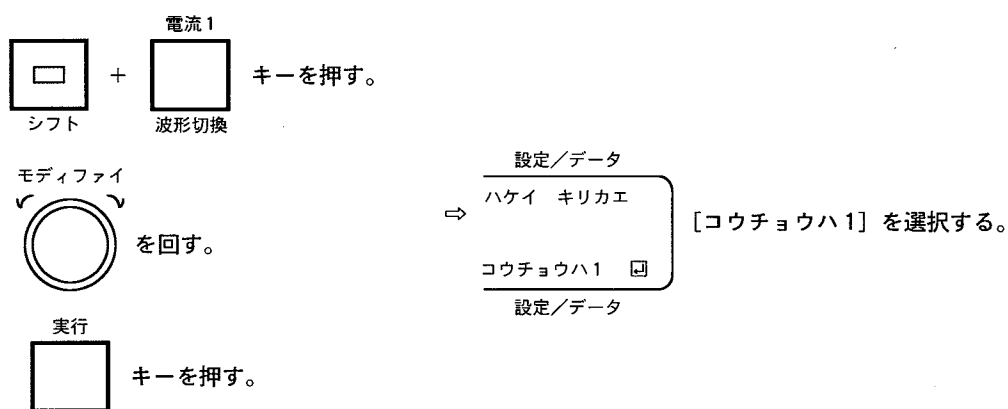 電流1
+ キーを押す。
シフト 波形切換
モディファイ
を回す。
設定／データ
ハケイ キリカエ
⇨ [コウチョウハ1] を選択する。
コウチョウハ1 ↵
設定／データ
実行
キーを押す。